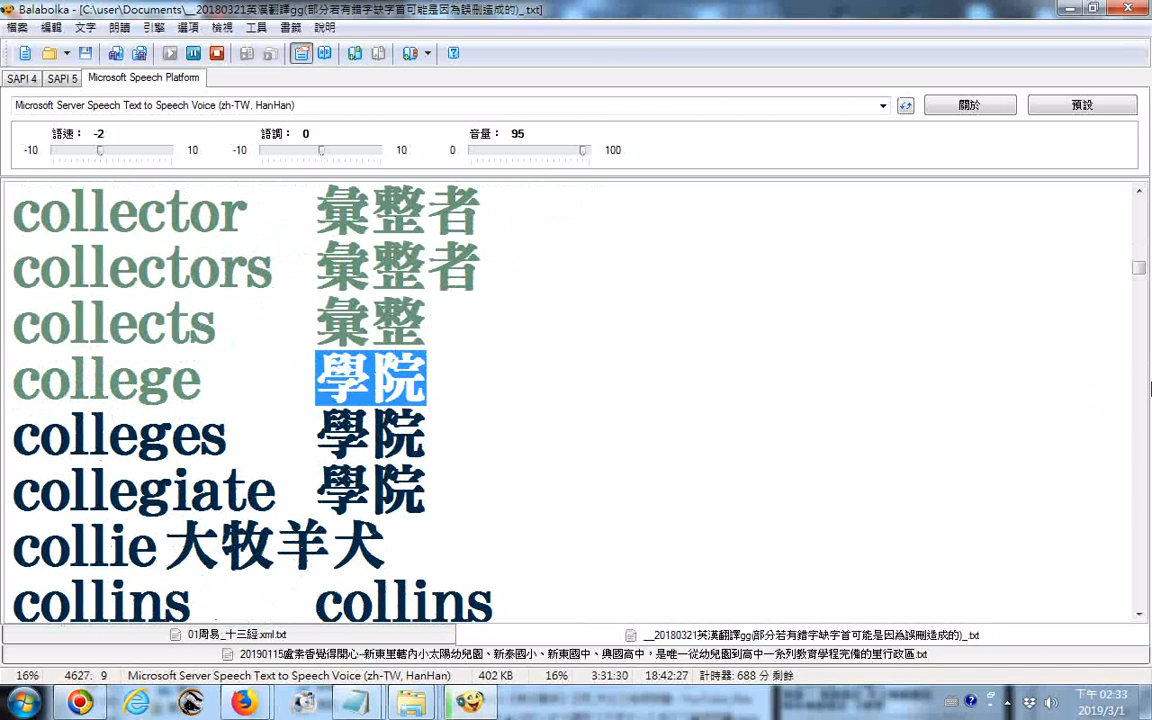 Balabolka - [C:\user\Documents\__20180321英漢翻譯gg(部分若有錯字缺字首可能是因為誤刪造成的)_.txt]
檔案 編輯 文字 朗讀 引擎 選項 檢視 工具 書籤 說明
SAPI 4 SAPI 5 Microsoft Speech Platform
Microsoft Server Speech Text to Speech Voice (zh-TW, HanHan) 關於 預設
語速： -2 語調： 0 音量： 95
-10 10 -10 10 0 100
collector 彙整者
collectors 彙整者
collects 彙整
college 學院
colleges 學院
collegiate 學院
collie 大牧羊犬
collins collins
01周易_十三經.xml.txt __20180321英漢翻譯gg(部分若有錯字缺字首可能是因為誤刪造成的)_.txt
20190115盧素香覺得開心-新東里轄內小太陽幼兒園、新泰國小、新東國中、興國高中，是唯一從幼兒園到高中一系列教育學程完備的里行政區.txt
16% 4627: 9 Microsoft Server Speech Text to Speech Voice (zh-TW, HanHan) 402 KB 16% 3:31:30 18:42:27 計時器: 688 分 剩餘
下午 02:33
2019/3/1